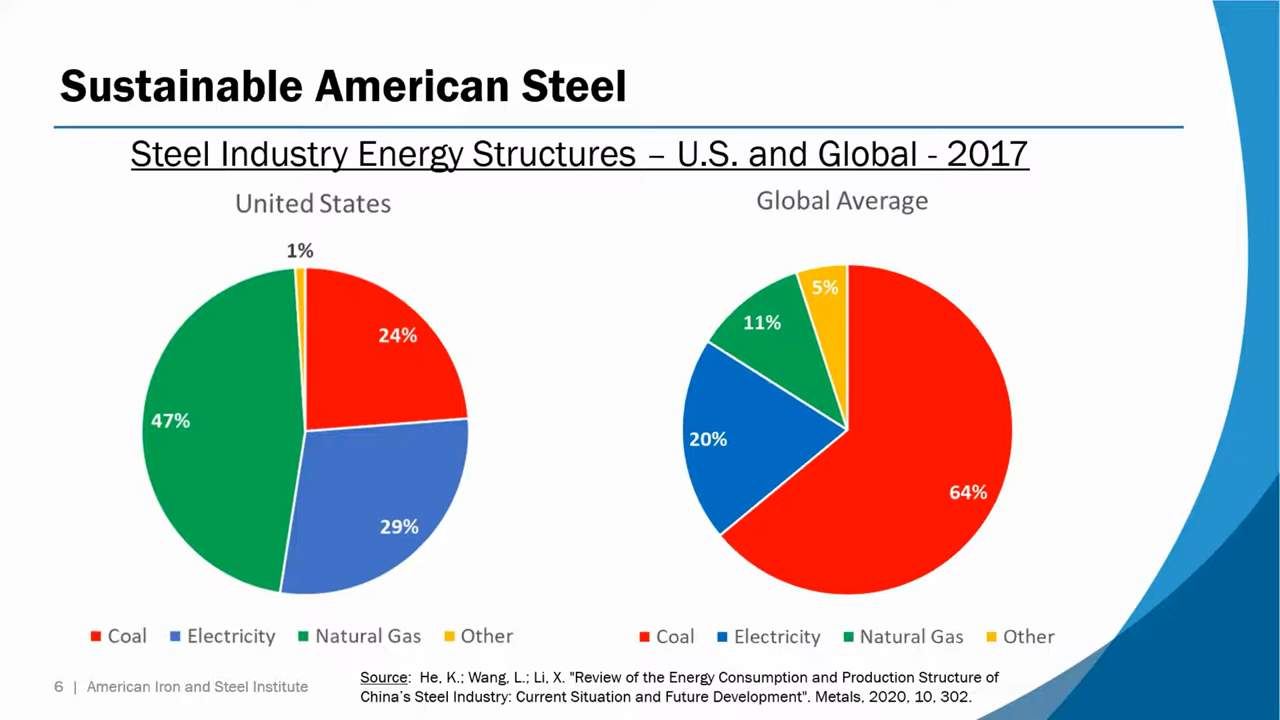 Sustainable American Steel
Steel Industry Energy Structures – U.S. and Global - 2017
United States
1%
24%
47%
29%
Coal
Electricity
Natural Gas
Other
Global Average
5%
11%
20%
64%
Coal
Electricity
Natural Gas
Other
6 | American Iron and Steel Institute
Source: He, K.; Wang, L.; Li, X. "Review of the Energy Consumption and Production Structure of
China's Steel Industry: Current Situation and Future Development". Metals, 2020, 10, 302.